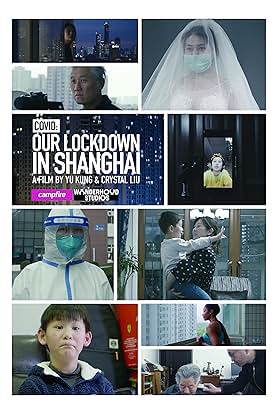 COVID:
OUR LOCKDOWN
IN SHANGHAI
A FILM BY YU KUNG & CRYSTAL LIU
campfire
WONDERHOOD
STUDIOS